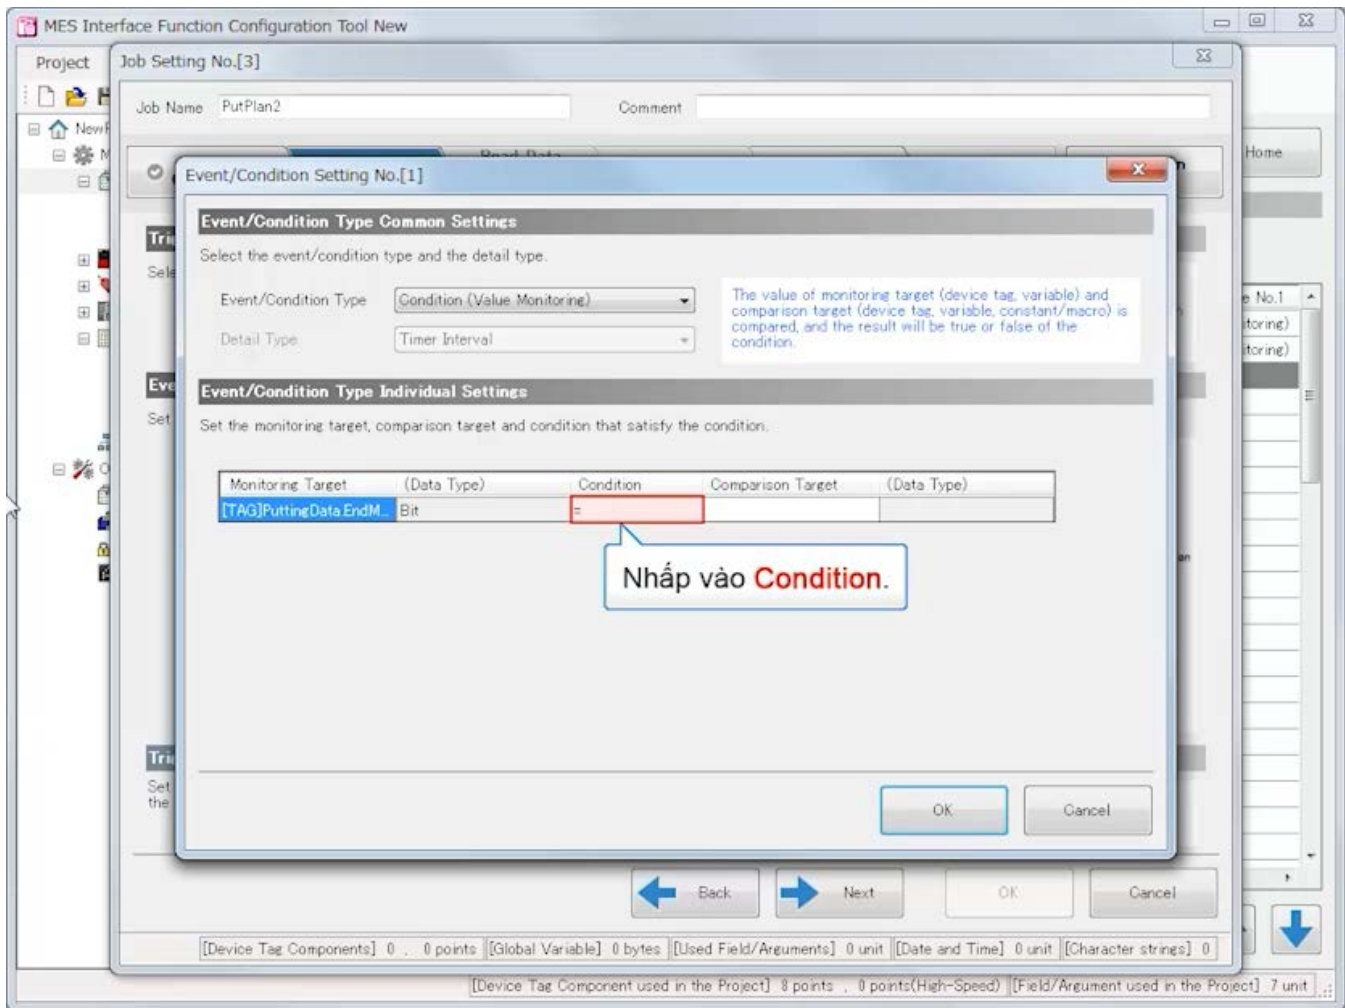 MES Interface Function Configuration Tool New
Project
Job Setting No.[3]
Job Name PutPlan2 Comment
Home
Event/Condition Setting No.[1]
Event/Condition Type Common Settings
Select the event/condition type and the detail type.
Event/Condition Type Condition (Value Monitoring)
Detail Type Timer Interval
The value of monitoring target (device tag, variable) and
comparison target (device tag, variable, constant/macro) is
compared, and the result will be true or false of the
condition.
e No.1
itoring)
itoring)
Event/Condition Type Individual Settings
Set the monitoring target, comparison target and condition that satisfy the condition.
Monitoring Target (Data Type) Condition Comparison Target (Data Type)
[TAG]PuttingData.EndM... Bit =
Nhấp vào Condition.
Set
the
OK Cancel
Back Next OK Cancel
[Device Tag Components] 0 , 0 points [Global Variable] 0 bytes [Used Field/Arguments] 0 unit [Date and Time] 0 unit [Character strings] 0
[Device Tag Component used in the Project] 8 points , 0 points(High-Speed) [Field/Argument used in the Project] 7 unit